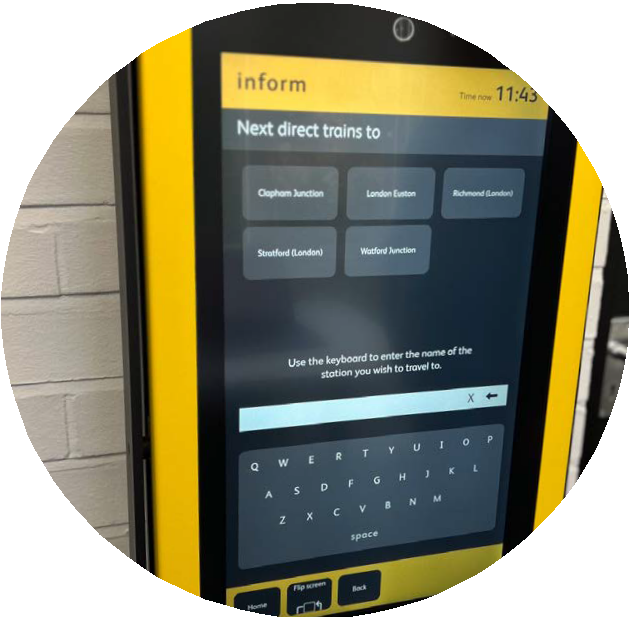 inform
Time now 11:43
Next direct trains to
Clapham Junction
London Euston
Richmond (London)
Stratford (London)
Watford Junction
Use the keyboard to enter the name of the
station you wish to travel to.
X ←
Q W E R T Y U I O P
A S D F G H J K L
Z X C V B N M
space
Home
Flip screen
Back